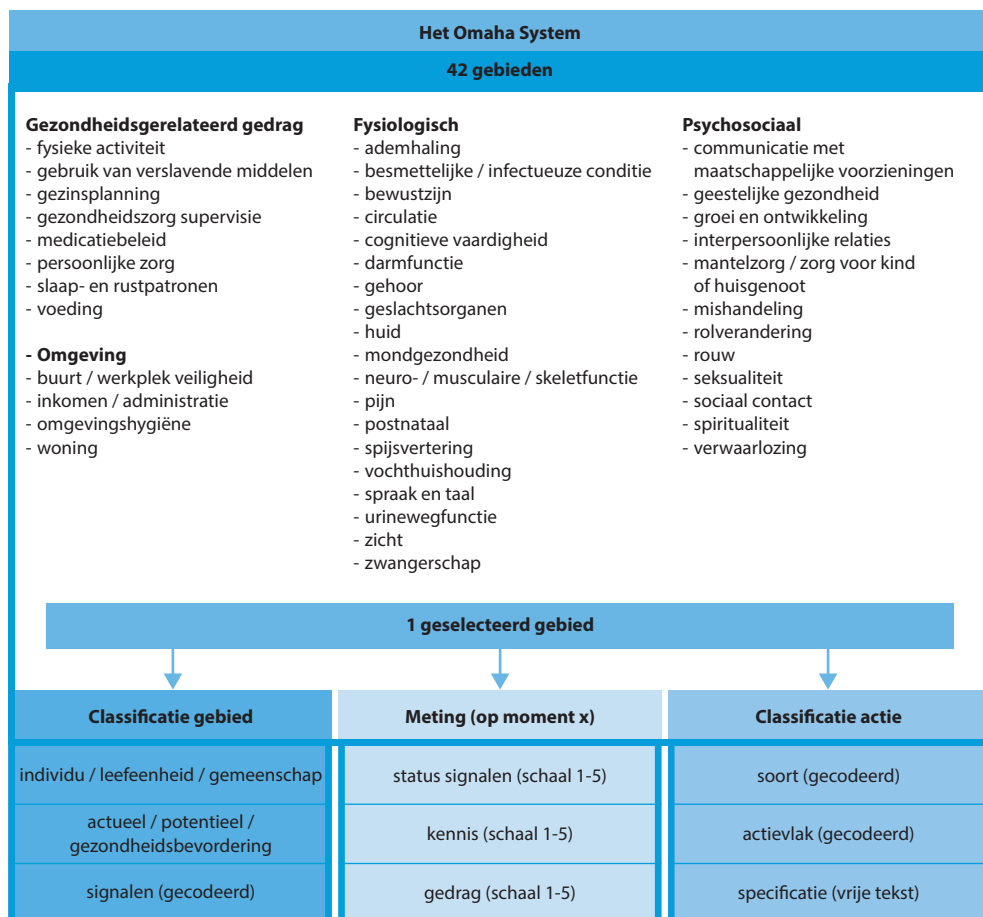 Het Omaha System
42 gebieden
Gezondheidsgerelateerd gedrag
- fysieke activiteit
- gebruik van verslavende middelen
- gezinsplanning
- gezondheidszorg supervisie
- medicatiebeleid
- persoonlijke zorg
- slaap- en rustpatronen
- voeding
- Omgeving
- buurt / werkplek veiligheid
- inkomen / administratie
- omgevingshygiëne
- woning
Fysiologisch
- ademhaling
- besmettelijke / infectueuze conditie
- bewustzijn
- circulatie
- cognitieve vaardigheid
- darmfunctie
- gehoor
- geslachtsorganen
- huid
- mondgezondheid
- neuro- / musculaire / skeletfunctie
- pijn
- postnataal
- spijsvertering
- vochthuishouding
- spraak en taal
- urinewegfunctie
- zicht
- zwangerschap
Psychosociaal
- communicatie met
maatschappelijke voorzieningen
- geestelijke gezondheid
- groei en ontwikkeling
- interpersoonlijke relaties
- mantelzorg / zorg voor kind
of huisgenoot
- mishandeling
- rolverandering
- rouw
- seksualiteit
- sociaal contact
- spiritualiteit
- verwaarlozing
1 geselecteerd gebied
Classificatie gebied
individu / leefeenheid / gemeenschap
actueel / potentieel /
gezondheidsbevordering
signalen (gecodeerd)
Meting (op moment x)
status signalen (schaal 1-5)
kennis (schaal 1-5)
gedrag (schaal 1-5)
Classificatie actie
soort (gecodeerd)
actievlak (gecodeerd)
specificatie (vrije tekst)